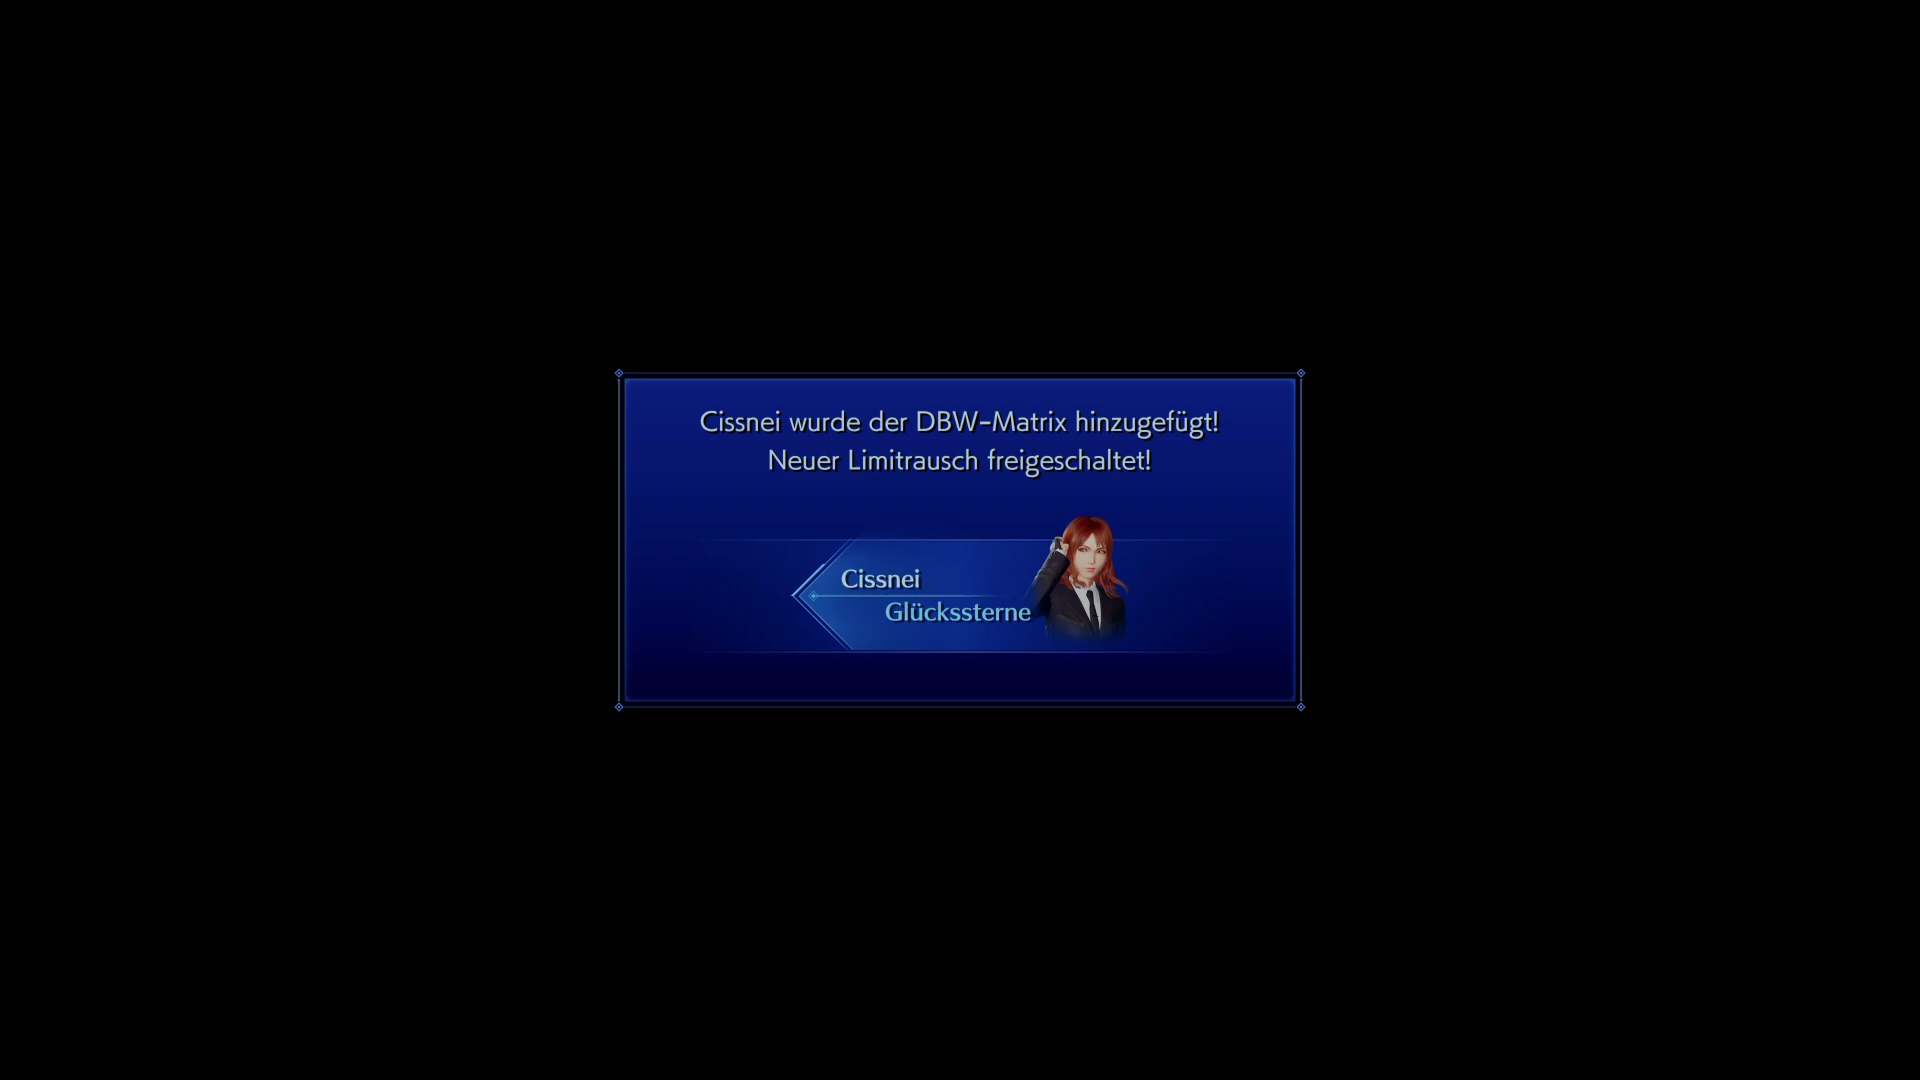 Cissnei wurde der DBW-Matrix hinzugefügt!
Neuer Limitrausch freigeschaltet!
Cissnei
Glückssterne